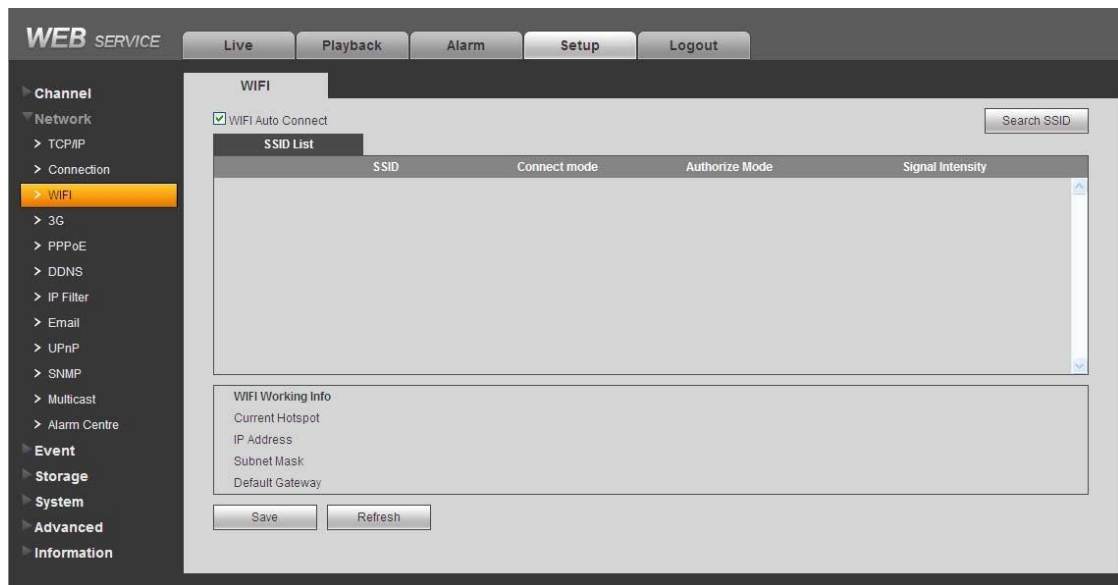 WEB SERVICE
Live Playback Alarm Setup Logout
Channel
Network
> TCP/IP
> Connection
> WIFI
> 3G
> PPPoE
> DDNS
> IP Filter
> Email
> UPnP
> SNMP
> Multicast
> Alarm Centre
Event
Storage
System
Advanced
Information
WIFI
WIFI Auto Connect
Search SSID
SSID List
SSID Connect mode Authorize Mode Signal Intensity
WIFI Working Info
Current Hotspot
IP Address
Subnet Mask
Default Gateway
Save Refresh